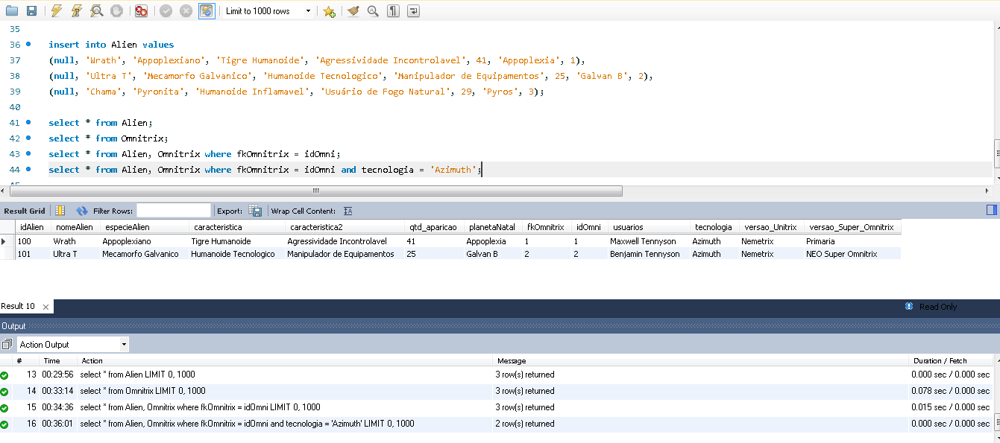 Limit to 1000 rows
35
36 insert into Alien values
37 (null, 'Wrath', 'Appoplexiano', 'Tigre Humanoide', 'Agressividade Incontrolavel', 41, 'Appoplexia', 1),
38 (null, 'Ultra T', 'Mecamorfo Galvanico', 'Humanoide Tecnologico', 'Manipulador de Equipamentos', 25, 'Galvan B', 2),
39 (null, 'Chama', 'Pyronita', 'Humanoide Inflamavel', 'Usuário de Fogo Natural', 29, 'Pyros', 3);
40
41 select * from Alien;
42 select * from Omnitrix;
43 select * from Alien, Omnitrix where fkOmnitrix = idOmni;
44 select * from Alien, Omnitrix where fkOmnitrix = idOmni and tecnologia = 'Azimuth';
45
Result Grid Filter Rows: Export: Wrap Cell Content:
idAlien nomeAlien especieAlien caracteristica caracteristica2 qtd_aparicao planetaNatal fkOmnitrix idOmni usuarios tecnologia versao_Unitrix versao_Super_Omnitrix
100 Wrath Appoplexiano Tigre Humanoide Agressividade Incontrolavel 41 Appoplexia 1 1 Maxwell Tennyson Azimuth Nemetrix Primaria
101 Ultra T Mecamorfo Galvanico Humanoide Tecnologico Manipulador de Equipamentos 25 Galvan B 2 2 Benjamin Tennyson Azimuth Nemetrix NEO Super Omnitrix
Result 10 Read Only
Output
Action Output
# Time Action Message Duration / Fetch
13 00:29:56 select * from Alien LIMIT 0, 1000 3 row(s) returned 0.000 sec / 0.000 sec
14 00:33:14 select * from Omnitrix LIMIT 0, 1000 3 row(s) returned 0.078 sec / 0.000 sec
15 00:34:36 select * from Alien, Omnitrix where fkOmnitrix = idOmni LIMIT 0, 1000 3 row(s) returned 0.015 sec / 0.000 sec
16 00:36:01 select * from Alien, Omnitrix where fkOmnitrix = idOmni and tecnologia = 'Azimuth' LIMIT 0, 1000 2 row(s) returned 0.000 sec / 0.000 sec